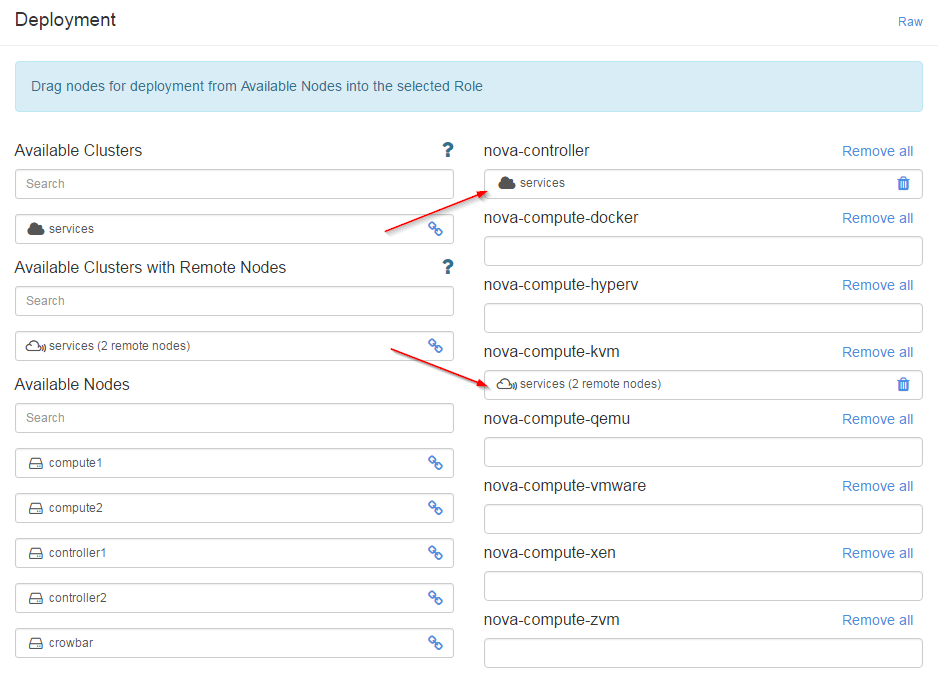 Deployment
Raw
Drag nodes for deployment from Available Nodes into the selected Role
Available Clusters
?
Search
services
Available Clusters with Remote Nodes
?
Search
services (2 remote nodes)
Available Nodes
Search
compute1
compute2
controller1
controller2
crowbar
nova-controller
Remove all
services
nova-compute-docker
Remove all
nova-compute-hyperv
Remove all
nova-compute-kvm
Remove all
services (2 remote nodes)
nova-compute-qemu
Remove all
nova-compute-vmware
Remove all
nova-compute-xen
Remove all
nova-compute-zvm
Remove all